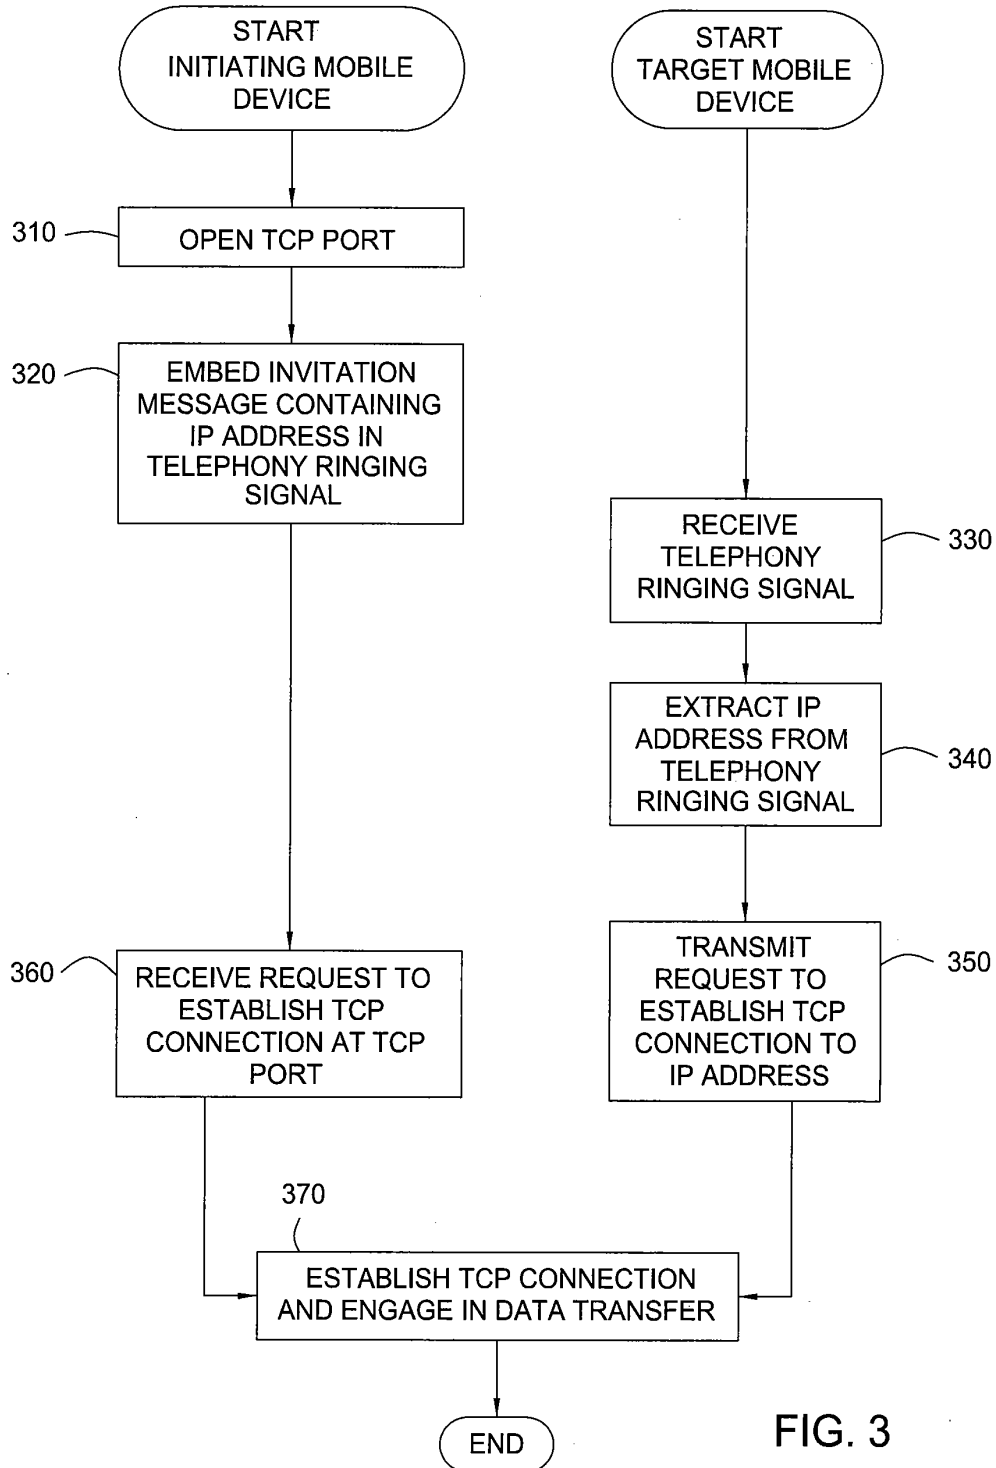 START
INITIATING MOBILE
DEVICE
START
TARGET MOBILE
DEVICE
310
OPEN TCP PORT
320
EMBED INVITATION
MESSAGE CONTAINING
IP ADDRESS IN
TELEPHONY RINGING
SIGNAL
RECEIVE
TELEPHONY
RINGING SIGNAL
330
EXTRACT IP
ADDRESS FROM
TELEPHONY
RINGING SIGNAL
340
360
RECEIVE REQUEST TO
ESTABLISH TCP
CONNECTION AT TCP
PORT
TRANSMIT
REQUEST TO
ESTABLISH TCP
CONNECTION TO
IP ADDRESS
350
370
ESTABLISH TCP CONNECTION
AND ENGAGE IN DATA TRANSFER
END
FIG. 3